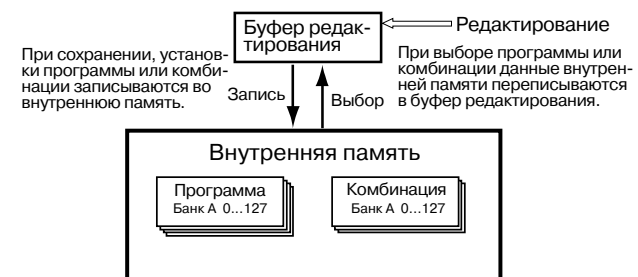 Буфер редак-
тирования
Редактирование
При сохранении, установ-
ки программы или комби-
нации записываются во
внутреннюю память.
Запись
Выбор
При выборе программы или
комбинации данные внутрен-
ней памяти переписываются
в буфер редактирования.
Внутренняя память
Программа
Банк A 0...127
Комбинация
Банк A 0...127